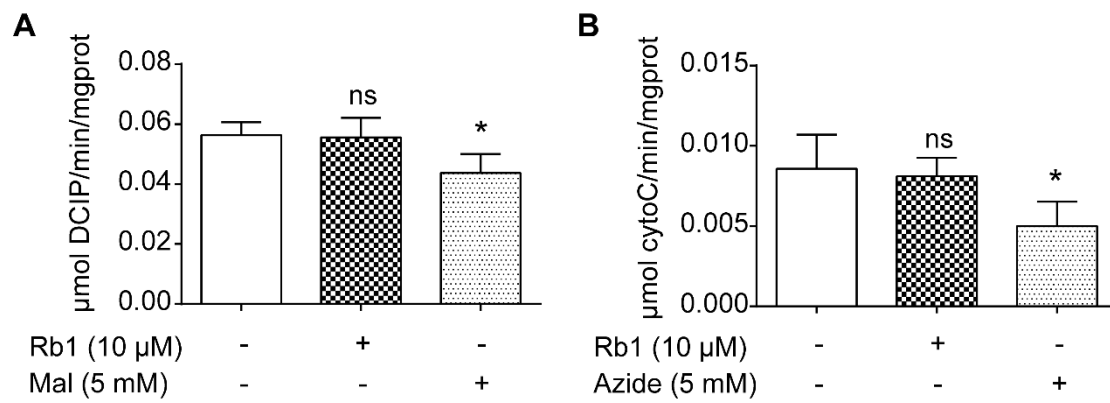 A
µmol DCIP/min/mgprot
0.08
0.06
0.04
0.02
0.00
ns
*
Rb1 (10 µM) - + -
Mal (5 mM) - - +
B
µmol cytoC/min/mgprot
0.015
0.010
0.005
0.000
ns
*
Rb1 (10 µM) - + -
Azide (5 mM) - - +